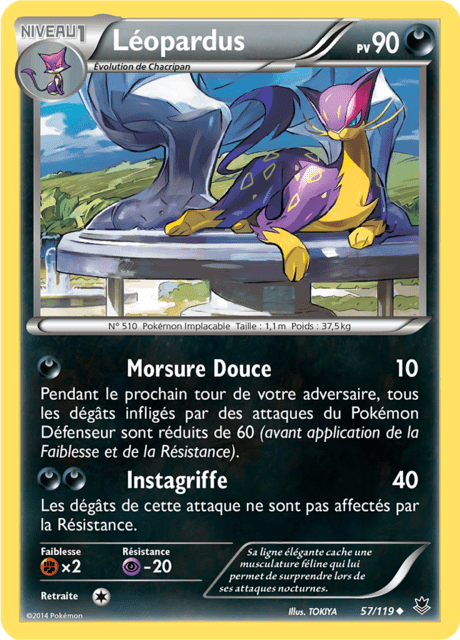 NIVEAU 1
Léopardus
PV 90
Évolution de Chacripan
N° 510 Pokémon Implacable Taille : 1,1 m Poids : 37,5 kg
Morsure Douce 10
Pendant le prochain tour de votre adversaire, tous
les dégâts infligés par des attaques du Pokémon
Défenseur sont réduits de 60 (avant application de la
Faiblesse et de la Résistance).
Instagriffe 40
Les dégâts de cette attaque ne sont pas affectés par
la Résistance.
Faiblesse Résistance
×2 -20
Sa ligne élégante cache une
musculature féline qui lui
permet de surprendre lors de
ses attaques nocturnes.
Retraite
Illus. TOKIYA 57/119
©2014 Pokémon